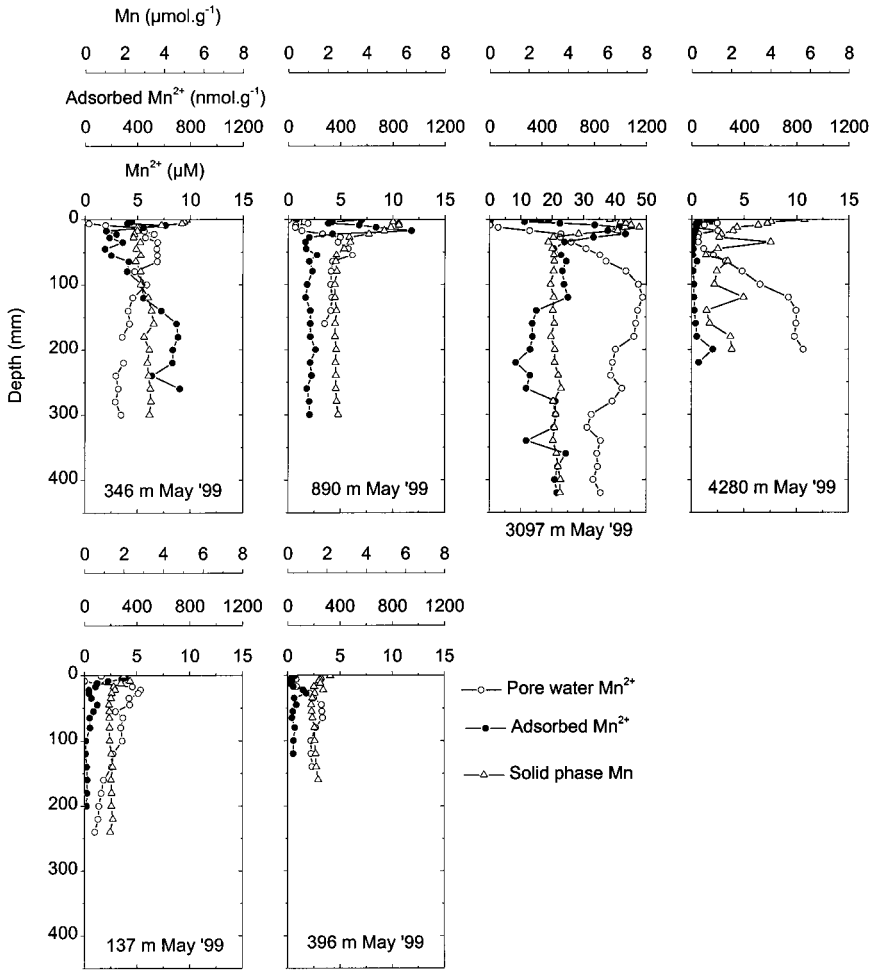 Mn (µmol.g⁻¹)
0 2 4 6 8 0 2 4 6 8 0 2 4 6 8 0 2 4 6 8
Adsorbed Mn²⁺ (nmol.g⁻¹)
0 400 800 1200 0 400 800 1200 0 400 800 1200 0 400 800 1200
Mn²⁺ (µM)
0 5 10 15 0 5 10 15 0 10 20 30 40 50 0 5 10 15
0
100
200
300
400
Depth (mm)
346 m May '99 890 m May '99 3097 m May '99 4280 m May '99
0 2 4 6 8 0 2 4 6 8
0 400 800 1200 0 400 800 1200
0 5 10 15 0 5 10 15
0
100
200
300
400
137 m May '99 396 m May '99
Pore water Mn²⁺
Adsorbed Mn²⁺
Solid phase Mn